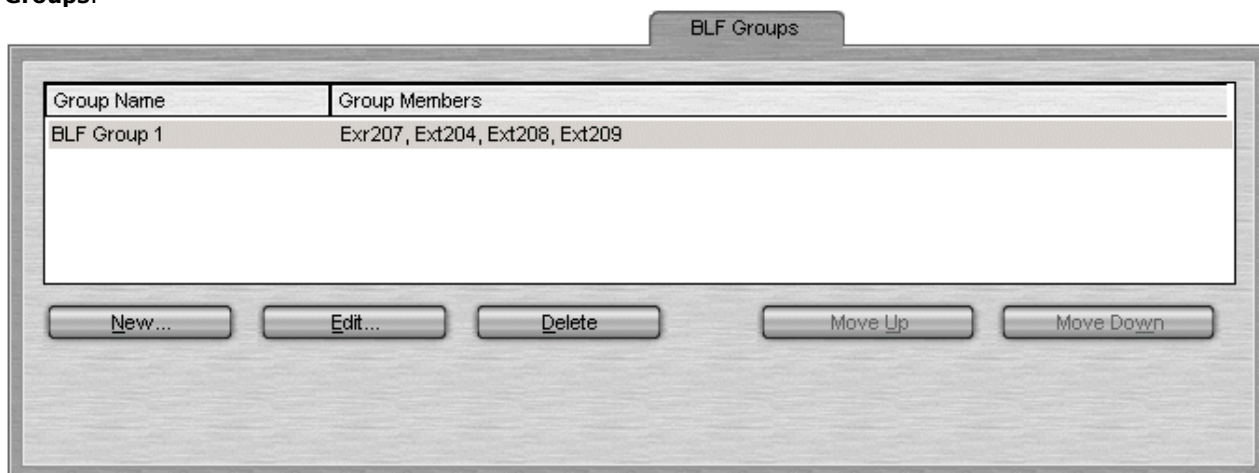 Groups.
BLF Groups
Group Name Group Members
BLF Group 1 Exr207, Ext204, Ext208, Ext209
New... Edit... Delete Move Up Move Down